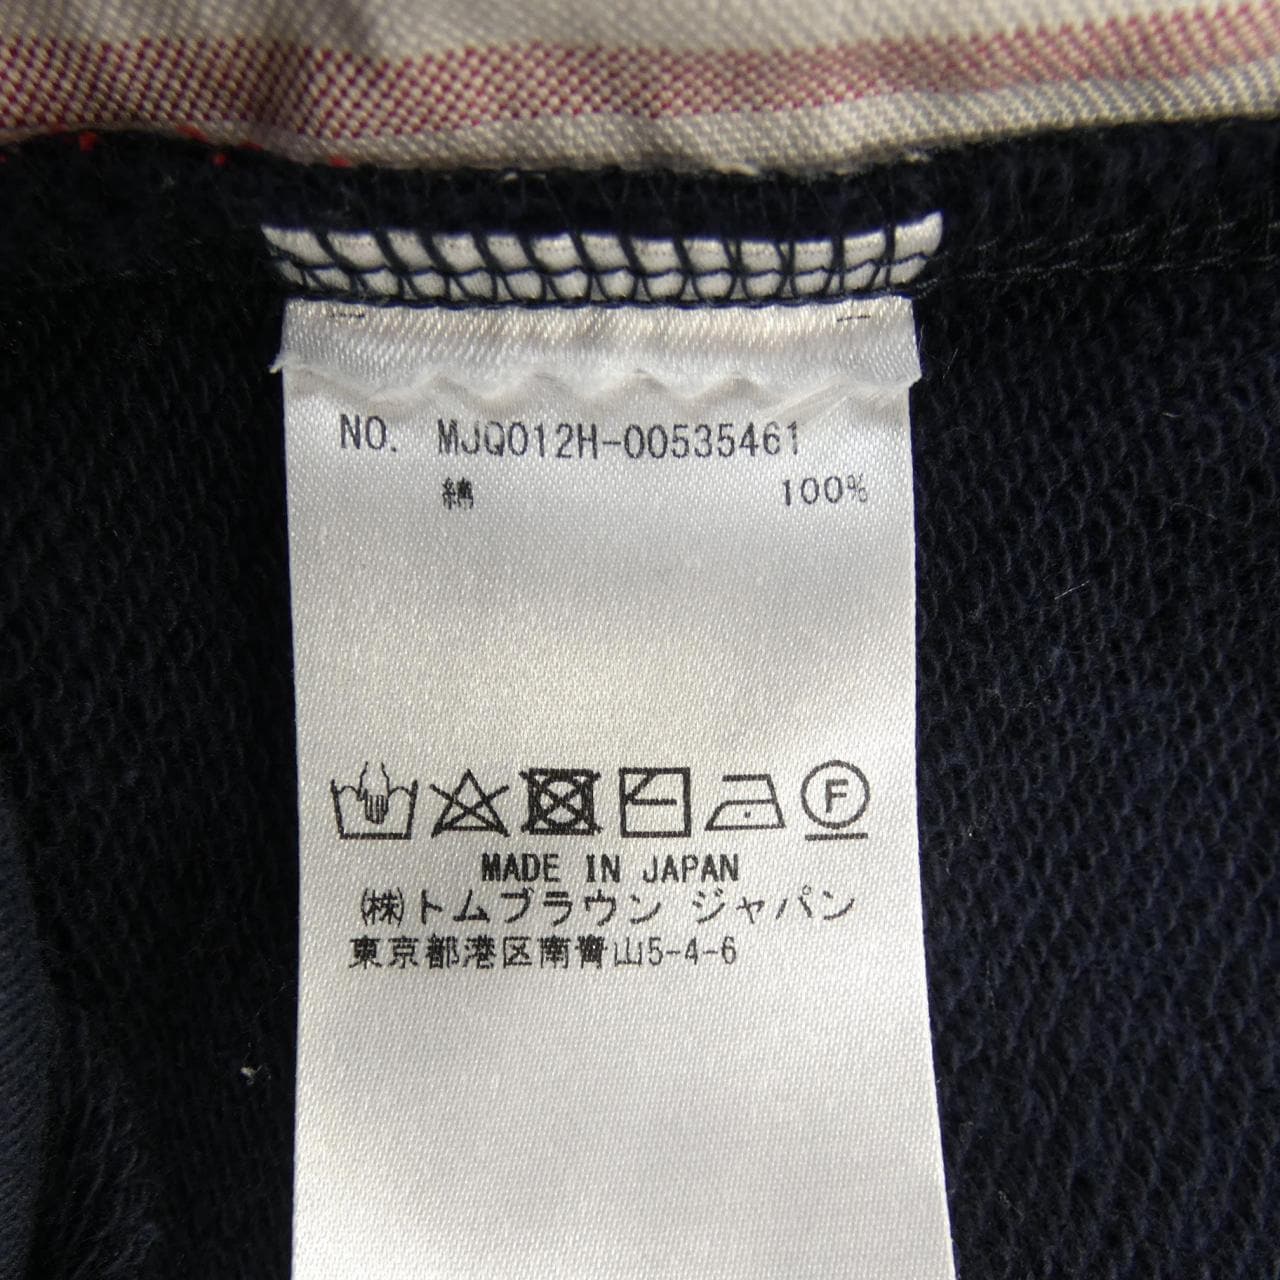 NO. MJQ012H-00535461
綿 100%
F
MADE IN JAPAN
(株)トムブラウン ジャパン
東京都港区南青山5-4-6